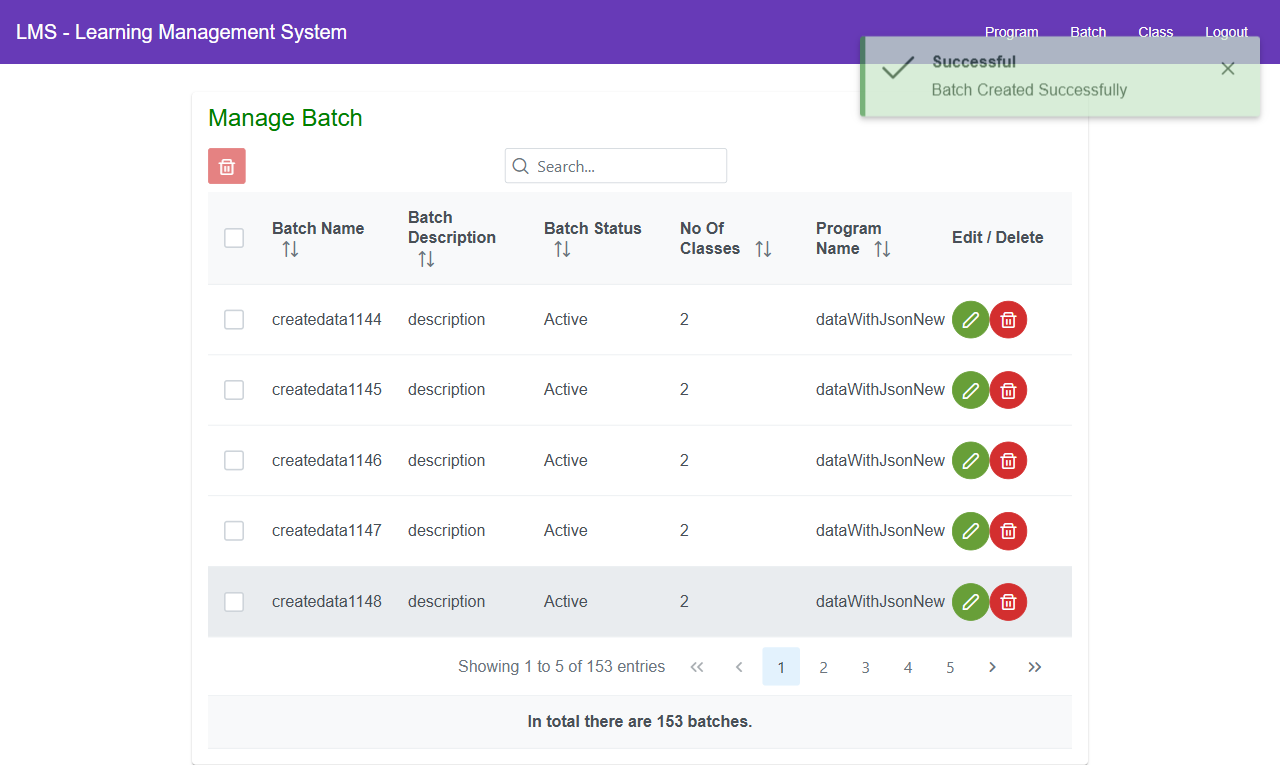 LMS - Learning Management System
Program Batch Class Logout
Successful
Batch Created Successfully
Manage Batch
Search...
Batch Name Batch Description Batch Status No Of Classes Program Name Edit / Delete
createdata1144 description Active 2 dataWithJsonNew
createdata1145 description Active 2 dataWithJsonNew
createdata1146 description Active 2 dataWithJsonNew
createdata1147 description Active 2 dataWithJsonNew
createdata1148 description Active 2 dataWithJsonNew
Showing 1 to 5 of 153 entries << < 1 2 3 4 5 > >>
In total there are 153 batches.